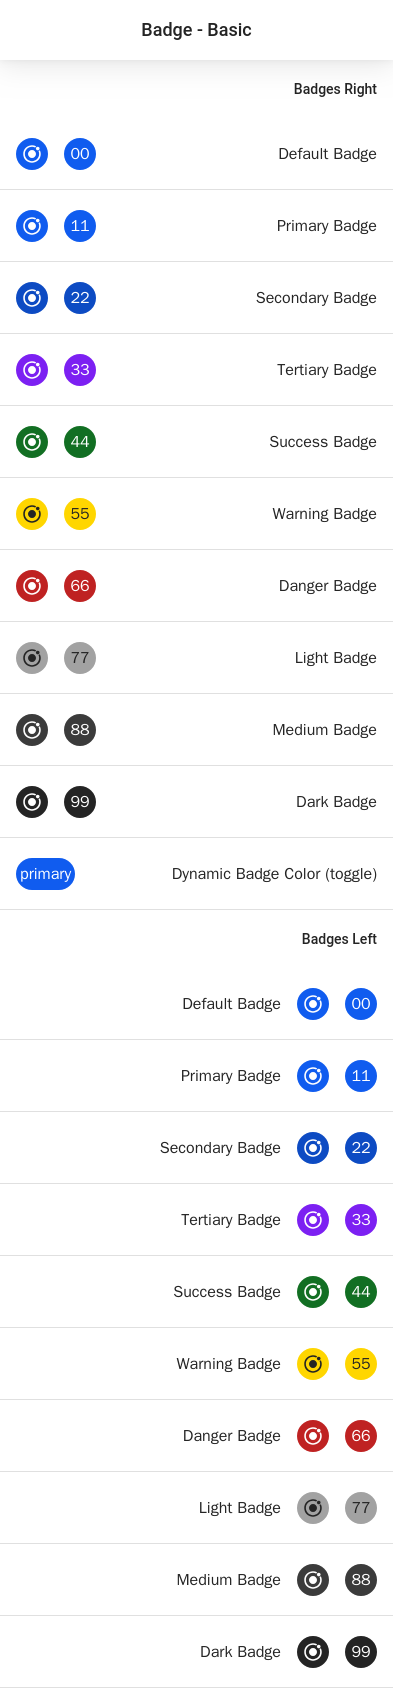 Badge - Basic
Badges Right
00 Default Badge
11 Primary Badge
22 Secondary Badge
33 Tertiary Badge
44 Success Badge
55 Warning Badge
66 Danger Badge
77 Light Badge
88 Medium Badge
99 Dark Badge
primary Dynamic Badge Color (toggle)
Badges Left
Default Badge 00
Primary Badge 11
Secondary Badge 22
Tertiary Badge 33
Success Badge 44
Warning Badge 55
Danger Badge 66
Light Badge 77
Medium Badge 88
Dark Badge 99